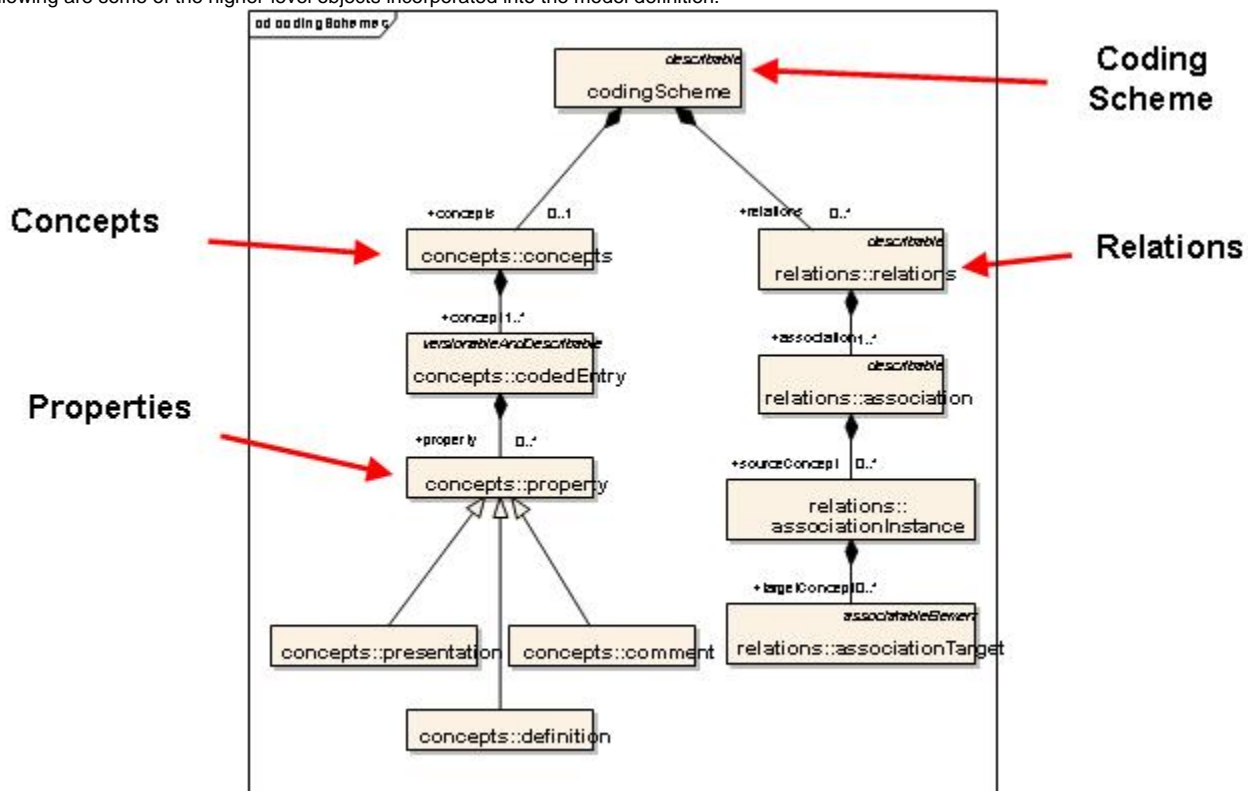 llowing are some of the higher level objects incorporated into the model definition:
cd codingSchemes
describable
codingScheme
Coding
Scheme
Concepts
+concepts 0..1
+relations 0..*
concepts::concepts
describable
relations::relations
Relations
+concept 1..*
+association 1..*
versionableAndDescribable
concepts::codedEntry
describable
relations::association
Properties
+property 0..*
+sourceConcept 0..*
concepts::property
relations::
associationInstance
+targetConcept 0..*
associatableElement
concepts::presentation
concepts::comment
relations::associationTarget
concepts::definition